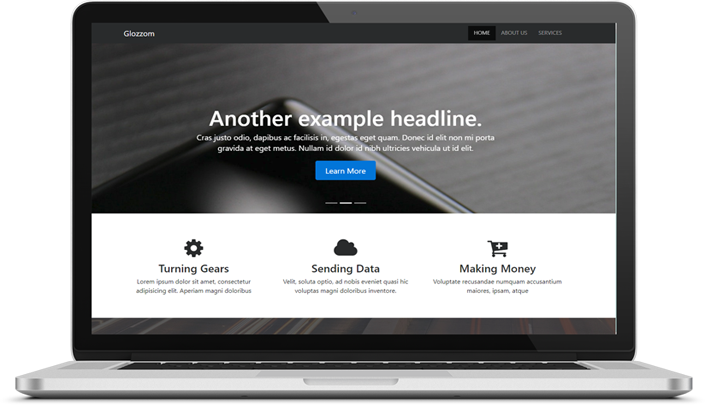 Glozzom
HOME ABOUT US SERVICES
Another example headline.
Cras justo odio, dapibus ac facilisis in, egestas eget quam. Donec id elit non mi porta
gravida at eget metus. Nullam id dolor id nibh ultricies vehicula ut id elit.
Learn More
Turning Gears
Lorem ipsum dolor sit amet, consectetur
adipisicing elit. Aperiam magni doloribus
Sending Data
Velit, soluta optio, ad nobis eveniet quasi hic
voluptas magni doloribus inventore.
Making Money
Voluptate recusandae numquam accusantium
maiores, ipsam, atque